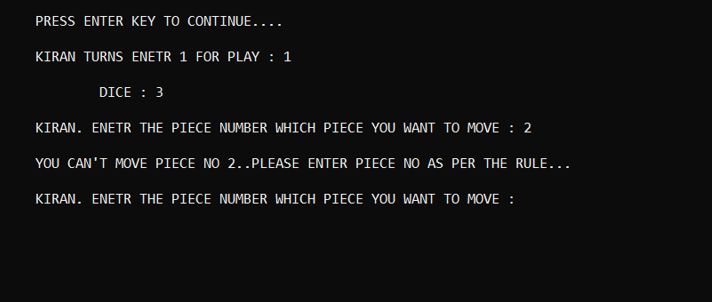 PRESS ENTER KEY TO CONTINUE....
KIRAN TURNS ENETR 1 FOR PLAY : 1
DICE : 3
KIRAN. ENETR THE PIECE NUMBER WHICH PIECE YOU WANT TO MOVE : 2
YOU CAN'T MOVE PIECE NO 2..PLEASE ENTER PIECE NO AS PER THE RULE...
KIRAN. ENETR THE PIECE NUMBER WHICH PIECE YOU WANT TO MOVE :